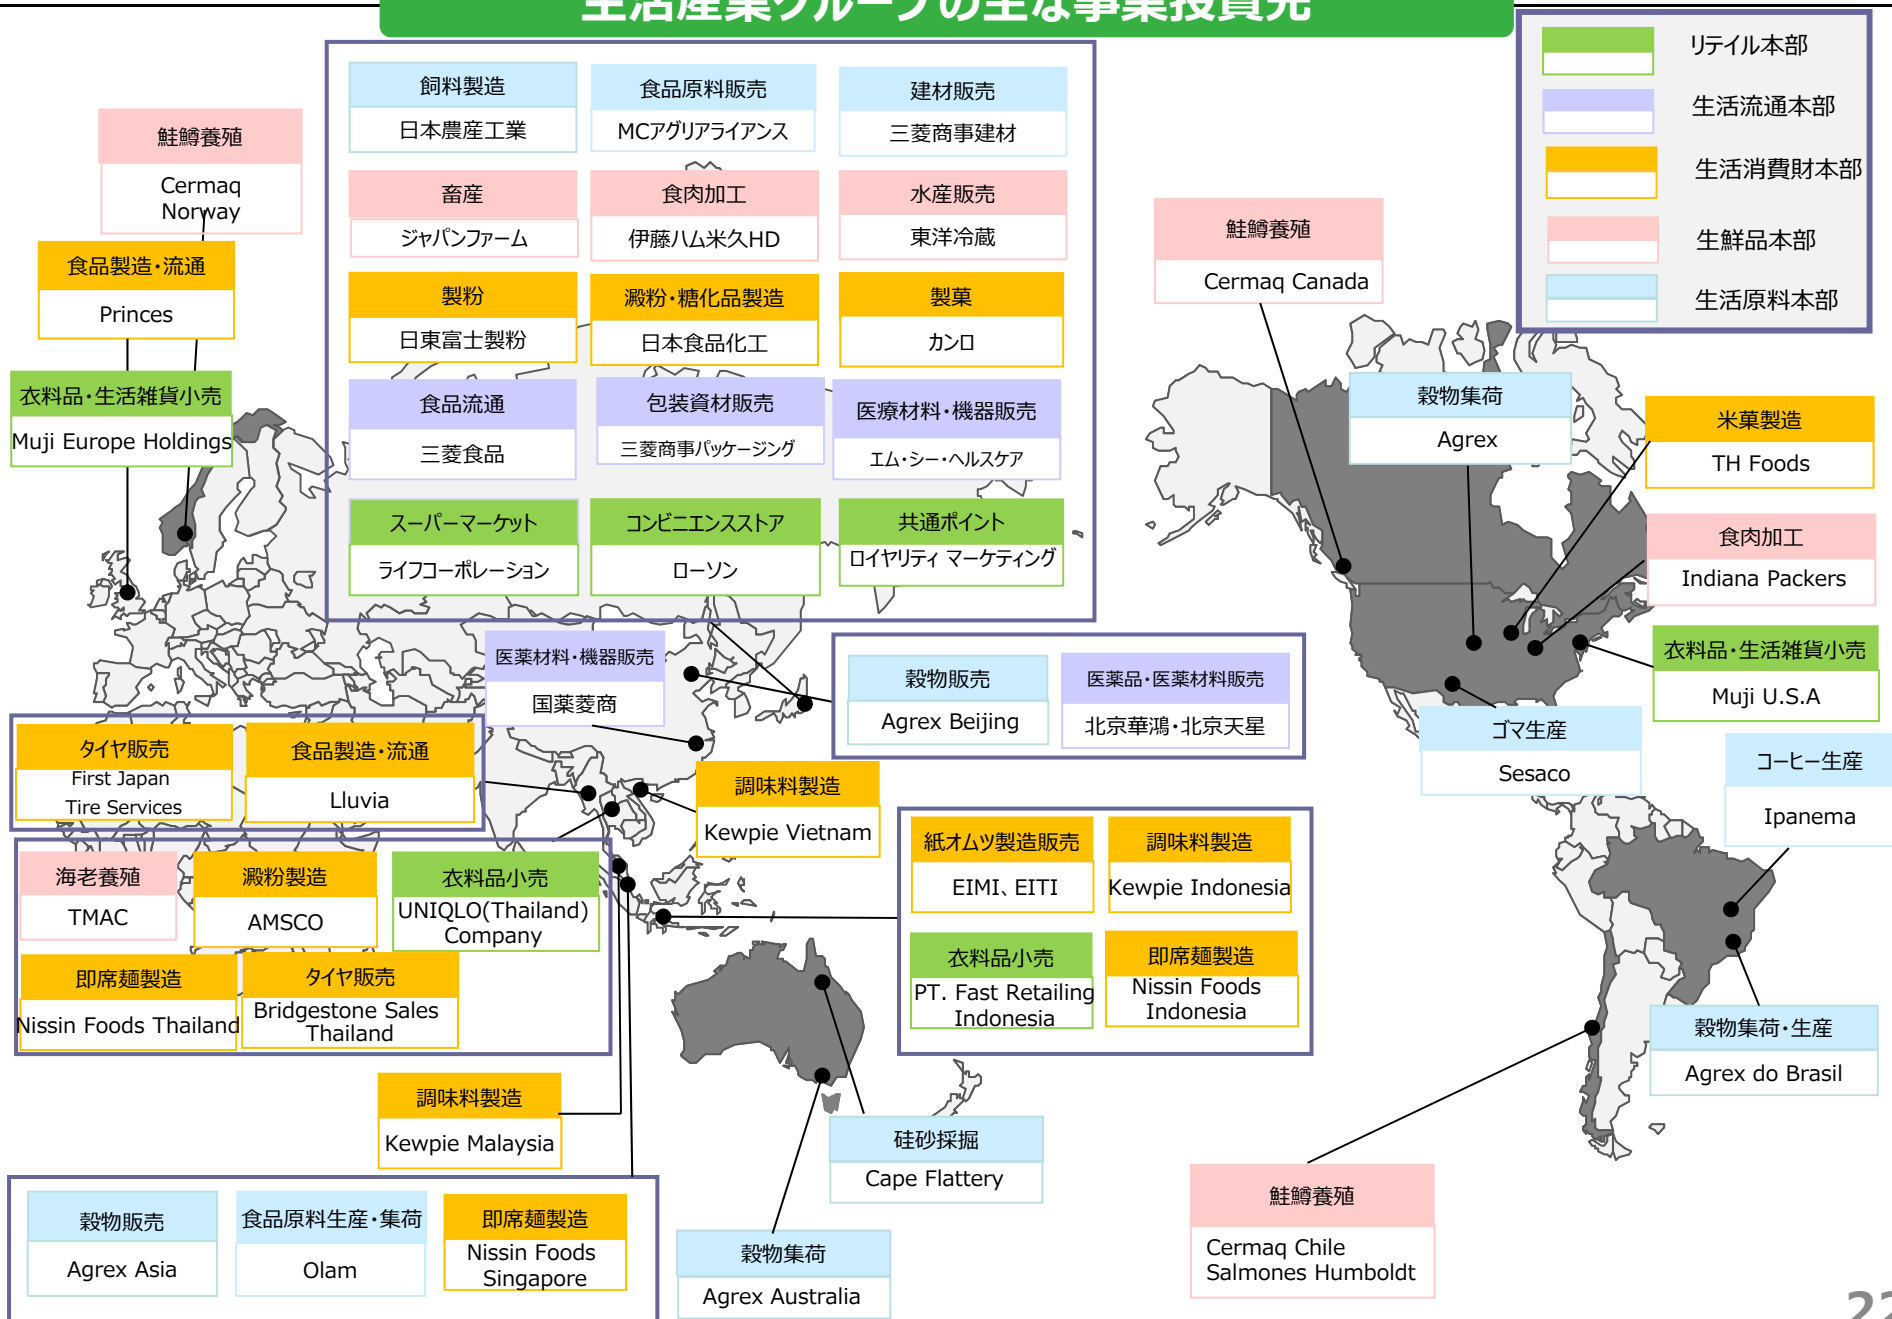 生活産業グループの主な事業投資先
リテイル本部
生活流通本部
生活消費財本部
生鮮品本部
生活原料本部
飼料製造
日本農産工業
食品原料販売
MCアグリアライアンス
建材販売
三菱商事建材
畜産
ジャパンファーム
食肉加工
伊藤ハム米久HD
水産販売
東洋冷蔵
製粉
日東富士製粉
澱粉・糖化品製造
日本食品化工
製菓
カンロ
食品流通
三菱食品
包装資材販売
三菱商事パッケージング
医療材料・機器販売
エム・シー・ヘルスケア
スーパーマーケット
ライフコーポレーション
コンビニエンスストア
ローソン
共通ポイント
ロイヤリティ マーケティング
鮭鱒養殖
Cermaq
Norway
食品製造・流通
Princes
衣料品・生活雑貨小売
Muji Europe Holdings
医薬材料・機器販売
国薬菱商
穀物販売
Agrex Beijing
医薬品・医薬材料販売
北京華鴻・北京天星
タイヤ販売
First Japan
Tire Services
食品製造・流通
Lluvia
調味料製造
Kewpie Vietnam
海老養殖
TMAC
澱粉製造
AMSCO
衣料品小売
UNIQLO(Thailand)
Company
即席麺製造
Nissin Foods Thailand
タイヤ販売
Bridgestone Sales
Thailand
紙オムツ製造販売
EIMI、EITI
調味料製造
Kewpie Indonesia
衣料品小売
PT. Fast Retailing
Indonesia
即席麺製造
Nissin Foods
Indonesia
調味料製造
Kewpie Malaysia
穀物販売
Agrex Asia
食品原料生産・集荷
Olam
即席麺製造
Nissin Foods
Singapore
硅砂採掘
Cape Flattery
穀物集荷
Agrex Australia
鮭鱒養殖
Cermaq Canada
穀物集荷
Agrex
米菓製造
TH Foods
食肉加工
Indiana Packers
衣料品・生活雑貨小売
Muji U.S.A
ゴマ生産
Sesaco
コーヒー生産
Ipanema
穀物集荷・生産
Agrex do Brasil
鮭鱒養殖
Cermaq Chile
Salmones Humboldt
22